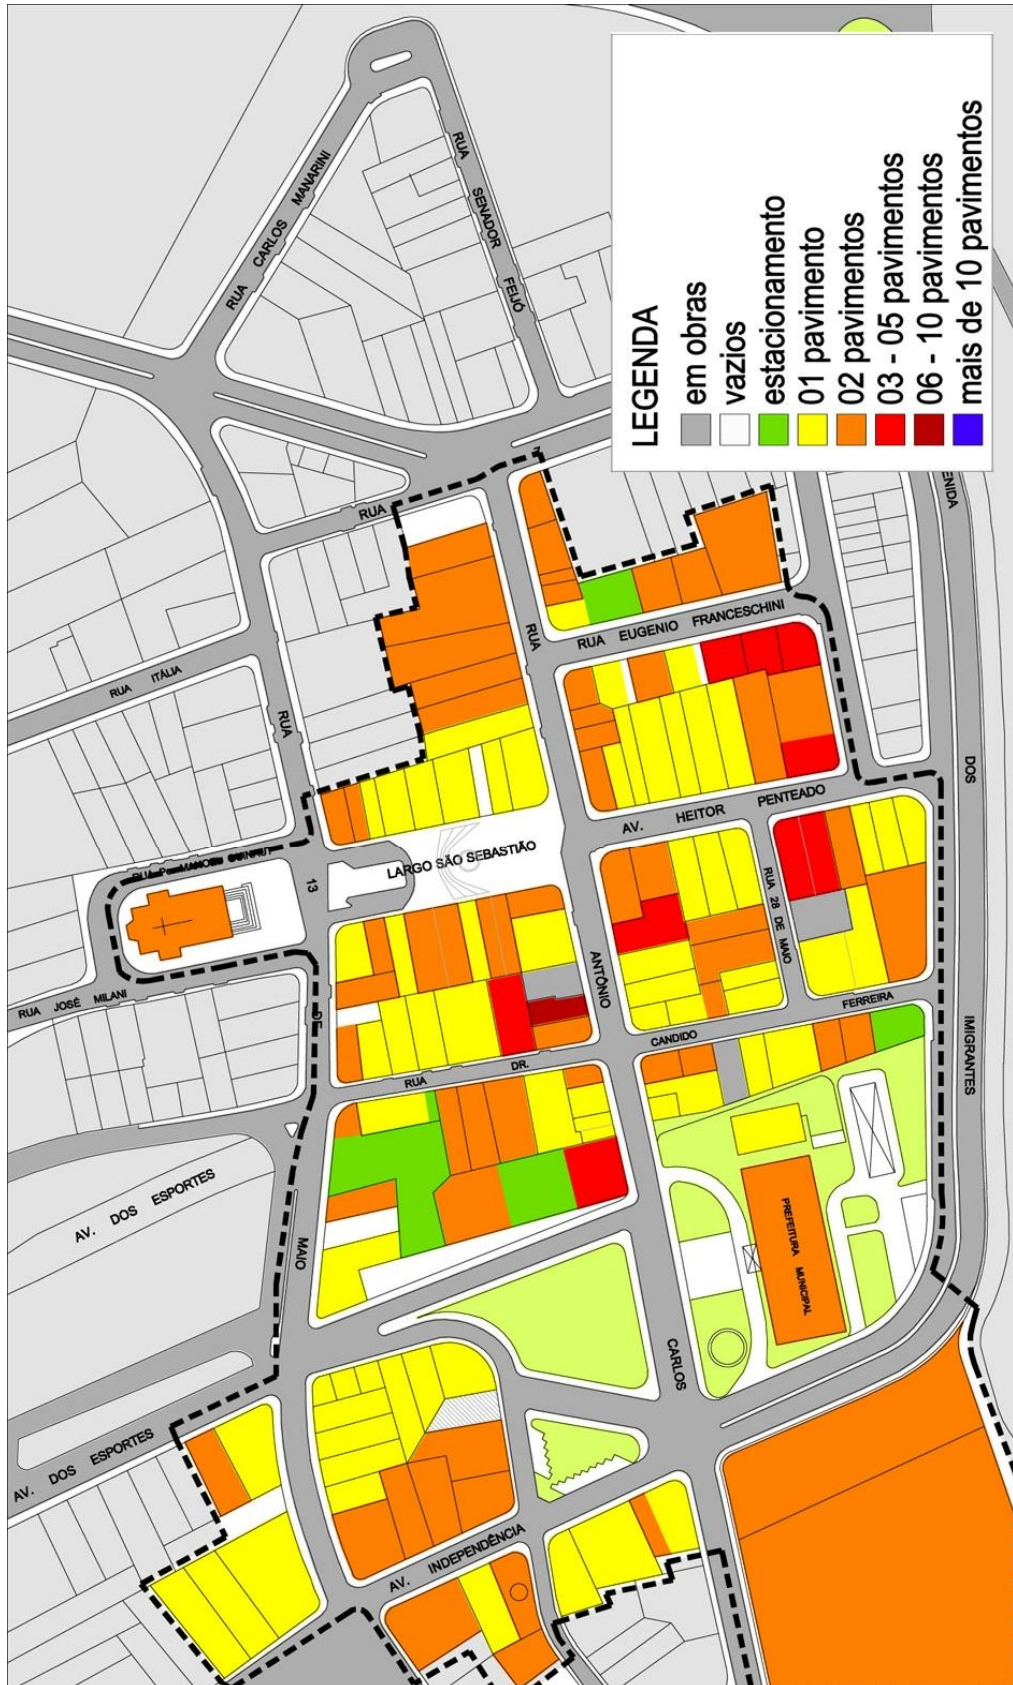 LEGENDA
em obras
vazios
estacionamento
01 pavimento
02 pavimentos
03 - 05 pavimentos
06 - 10 pavimentos
mais de 10 pavimentos
RUA CARLOS MANARINI
RUA SENADOR FEIJÓ
RUA
RUA ITÁLIA
RUA
RUA
RUA EUGENIO FRANCESCHINI
AV. HEITOR PENTEADO
ENIDA
DOS
IMIGRANTES
LARGO SÃO SEBASTIÃO
13
DE
MAIO
RUA JOSÉ MILANI
ANTÔNIO
RUA 28 DE MAIO
RUA DR.
CANDIDO FERREIRA
AV. DOS ESPORTES
PREFEITURA MUNICIPAL
CARLOS
AV. DOS ESPORTES
AV. INDEPENDÊNCIA